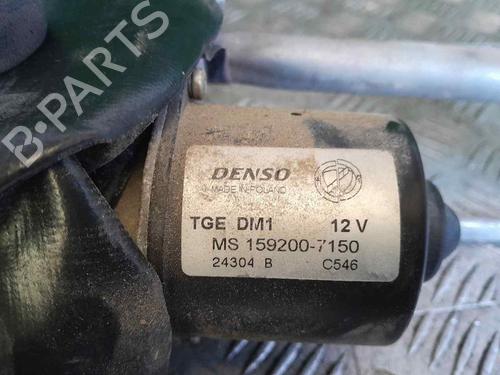 B-PARTS
DENSO
MADE IN POLAND
TGE DM1 12 V
MS 159200-7150
24304 B C546